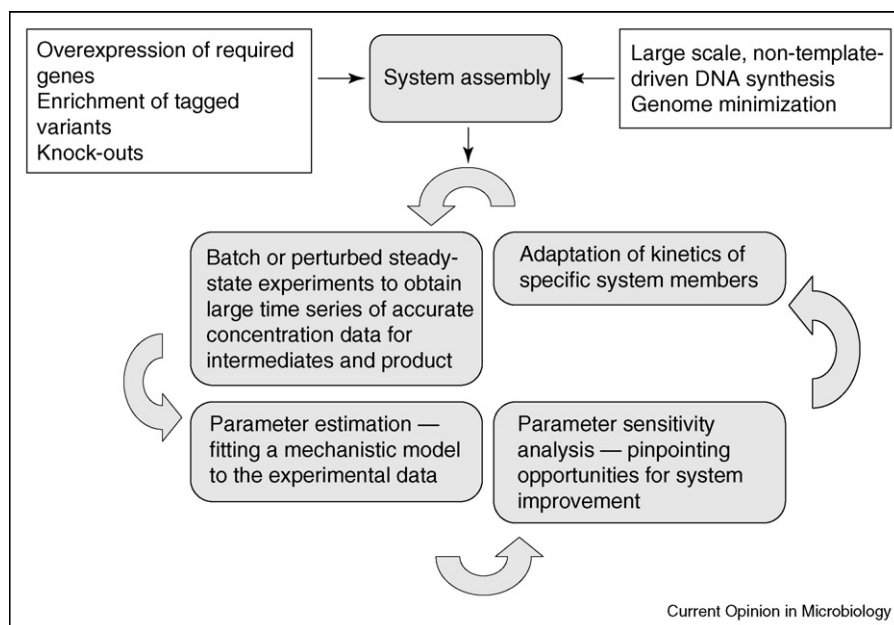 Overexpression of required
genes
Enrichment of tagged
variants
Knock-outs
System assembly
Large scale, non-template-
driven DNA synthesis
Genome minimization
Batch or perturbed steady-
state experiments to obtain
large time series of accurate
concentration data for
intermediates and product
Adaptation of kinetics of
specific system members
Parameter estimation —
fitting a mechanistic model
to the experimental data
Parameter sensitivity
analysis — pinpointing
opportunities for system
improvement
Current Opinion in Microbiology